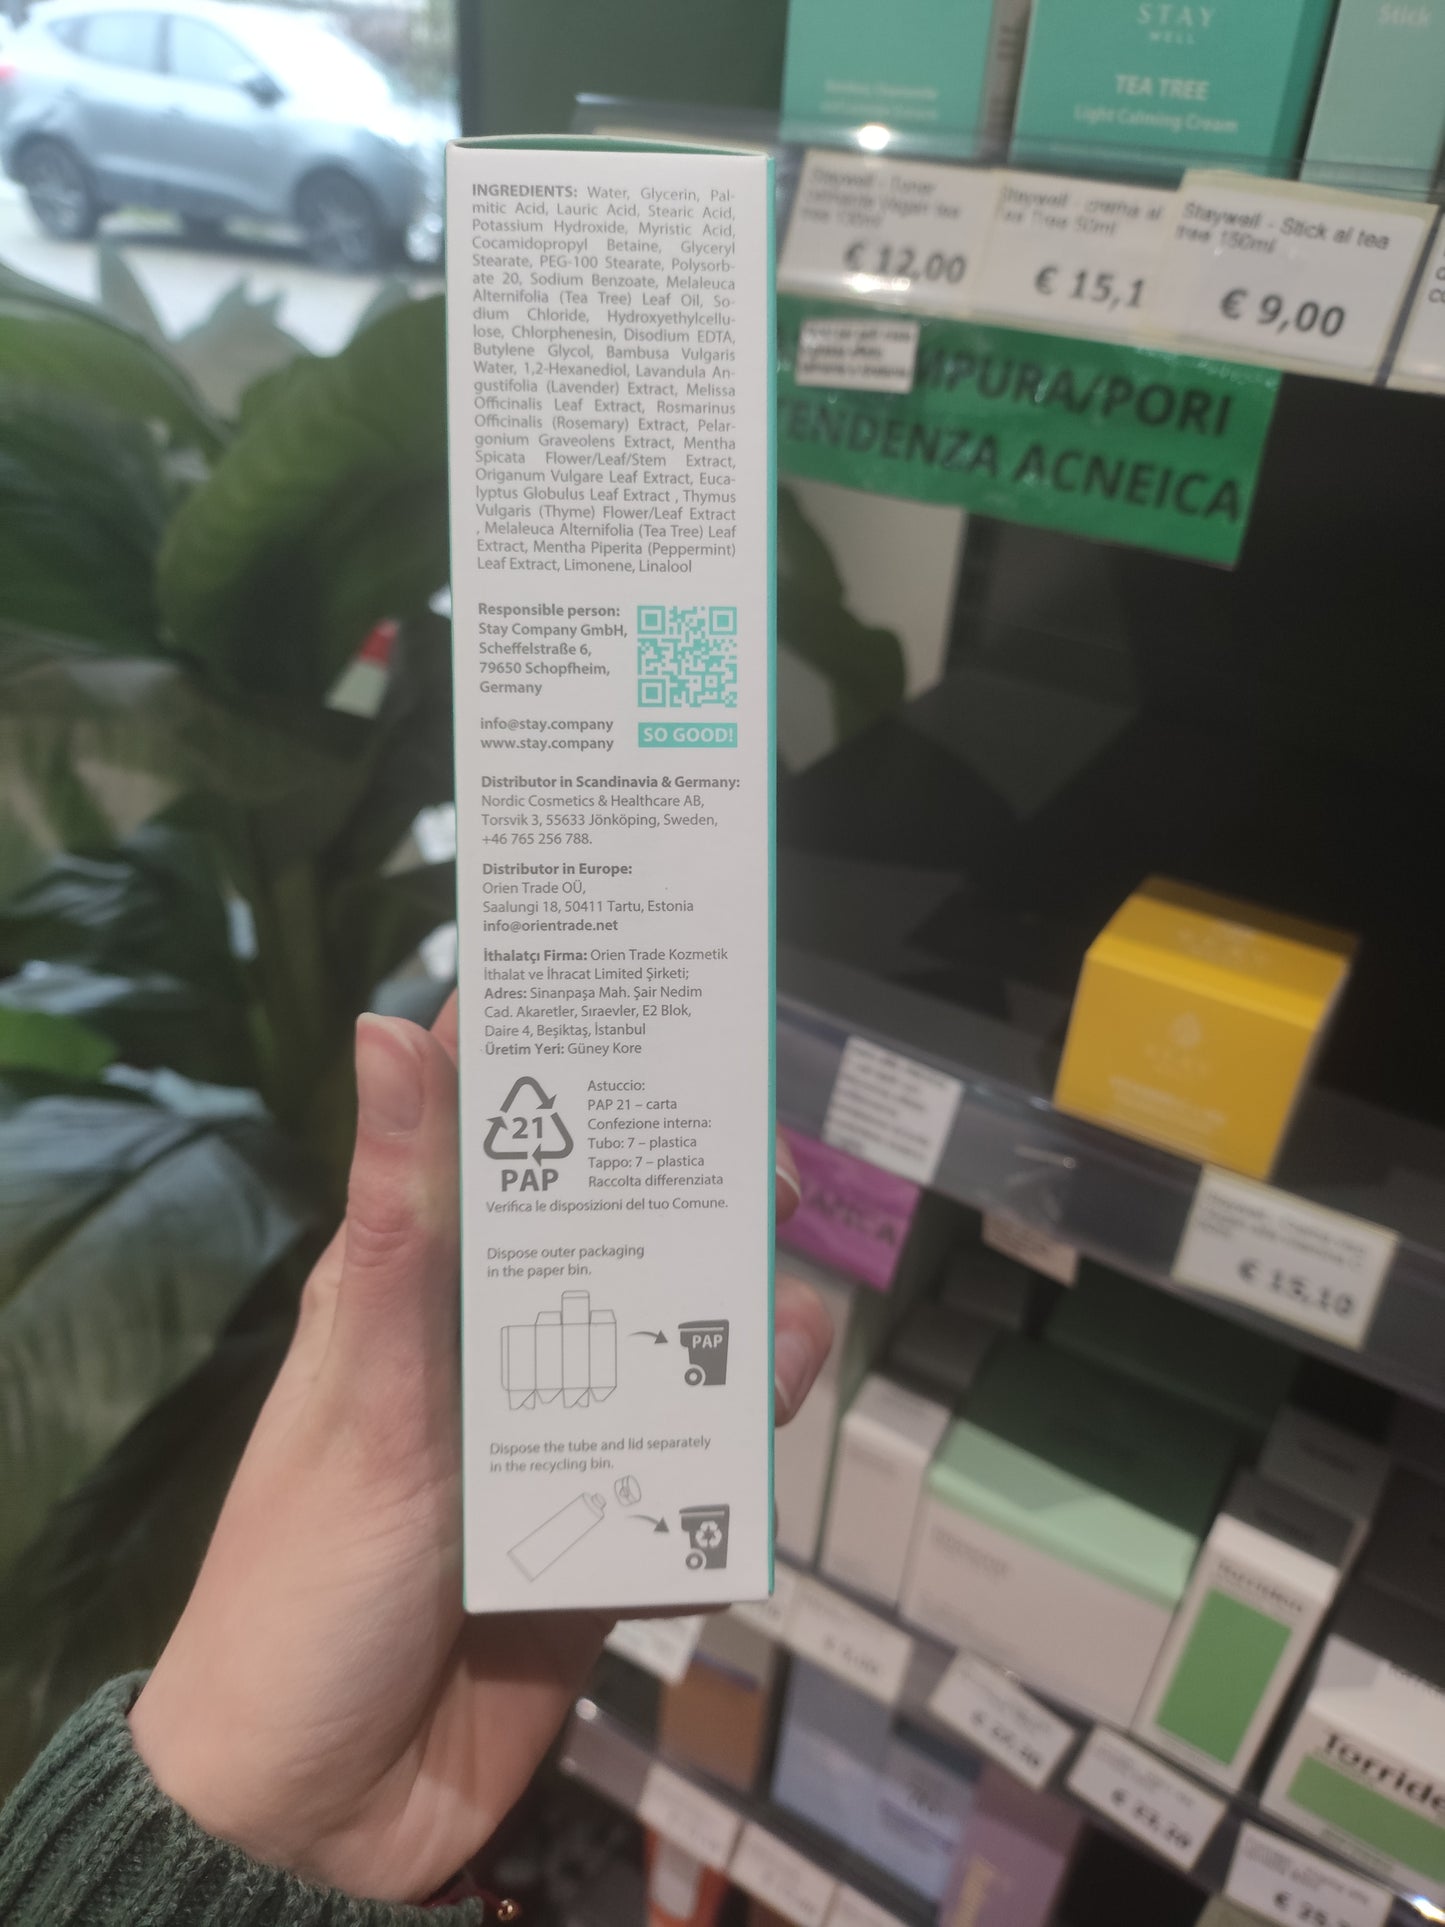 INGREDIENTS: Water, Glycerin, Pal-
mitic Acid, Lauric Acid, Stearic Acid,
Potassium Hydroxide, Myristic Acid,
Cocamidopropyl Betaine, Glyceryl
Stearate, PEG-100 Stearate, Polysorb-
ate 20, Sodium Benzoate, Melaleuca
Alternifolia (Tea Tree) Leaf Oil, So-
dium Chloride, Hydroxyethylcellu-
lose, Chlorphenesin, Disodium EDTA,
Butylene Glycol, Bambusa Vulgaris
Water, 1,2-Hexanediol, Lavandula An-
gustifolia (Lavender) Extract, Melissa
Officinalis Leaf Extract, Rosmarinus
Officinalis (Rosemary) Extract, Pelar-
gonium Graveolens Extract, Mentha
Spicata Flower/Leaf/Stem Extract,
Origanum Vulgare Leaf Extract, Euca-
lyptus Globulus Leaf Extract , Thymus
Vulgaris (Thyme) Flower/Leaf Extract
, Melaleuca Alternifolia (Tea Tree) Leaf
Extract, Mentha Piperita (Peppermint)
Leaf Extract, Limonene, Linalool
Responsible person:
Stay Company GmbH,
Scheffelstraße 6,
79650 Schopfheim,
Germany
info@stay.company
www.stay.company
SO GOOD!
Distributor in Scandinavia & Germany:
Nordic Cosmetics & Healthcare AB,
Torsvik 3, 55633 Jönköping, Sweden,
+46 765 256 788.
Distributor in Europe:
Orien Trade OÜ,
Saalungi 18, 50411 Tartu, Estonia
info@orientrade.net
İthalatçı Firma: Orien Trade Kozmetik
İthalat ve İhracat Limited Şirketi;
Adres: Sinanpaşa Mah. Şair Nedim
Cad. Akaretler, Sıraevler, E2 Blok,
Daire 4, Beşiktaş, İstanbul
Üretim Yeri: Güney Kore
21
PAP
Astuccio:
PAP 21 – carta
Confezione interna:
Tubo: 7 – plastica
Tappo: 7 – plastica
Raccolta differenziata
Verifica le disposizioni del tuo Comune.
Dispose outer packaging
in the paper bin.
PAP
Dispose the tube and lid separately
in the recycling bin.
STAY
WELL
TEA TREE
Light Calming Cream
Stick
Staywell - Toner
€ 12,00
Staywell - crema al
tea Tree 50ml
€ 15,1
Staywell - Stick al tea
tree 150ml
€ 9,00
MPURA/PORI
TENDENZA ACNEICA
€ 15,10
Torride